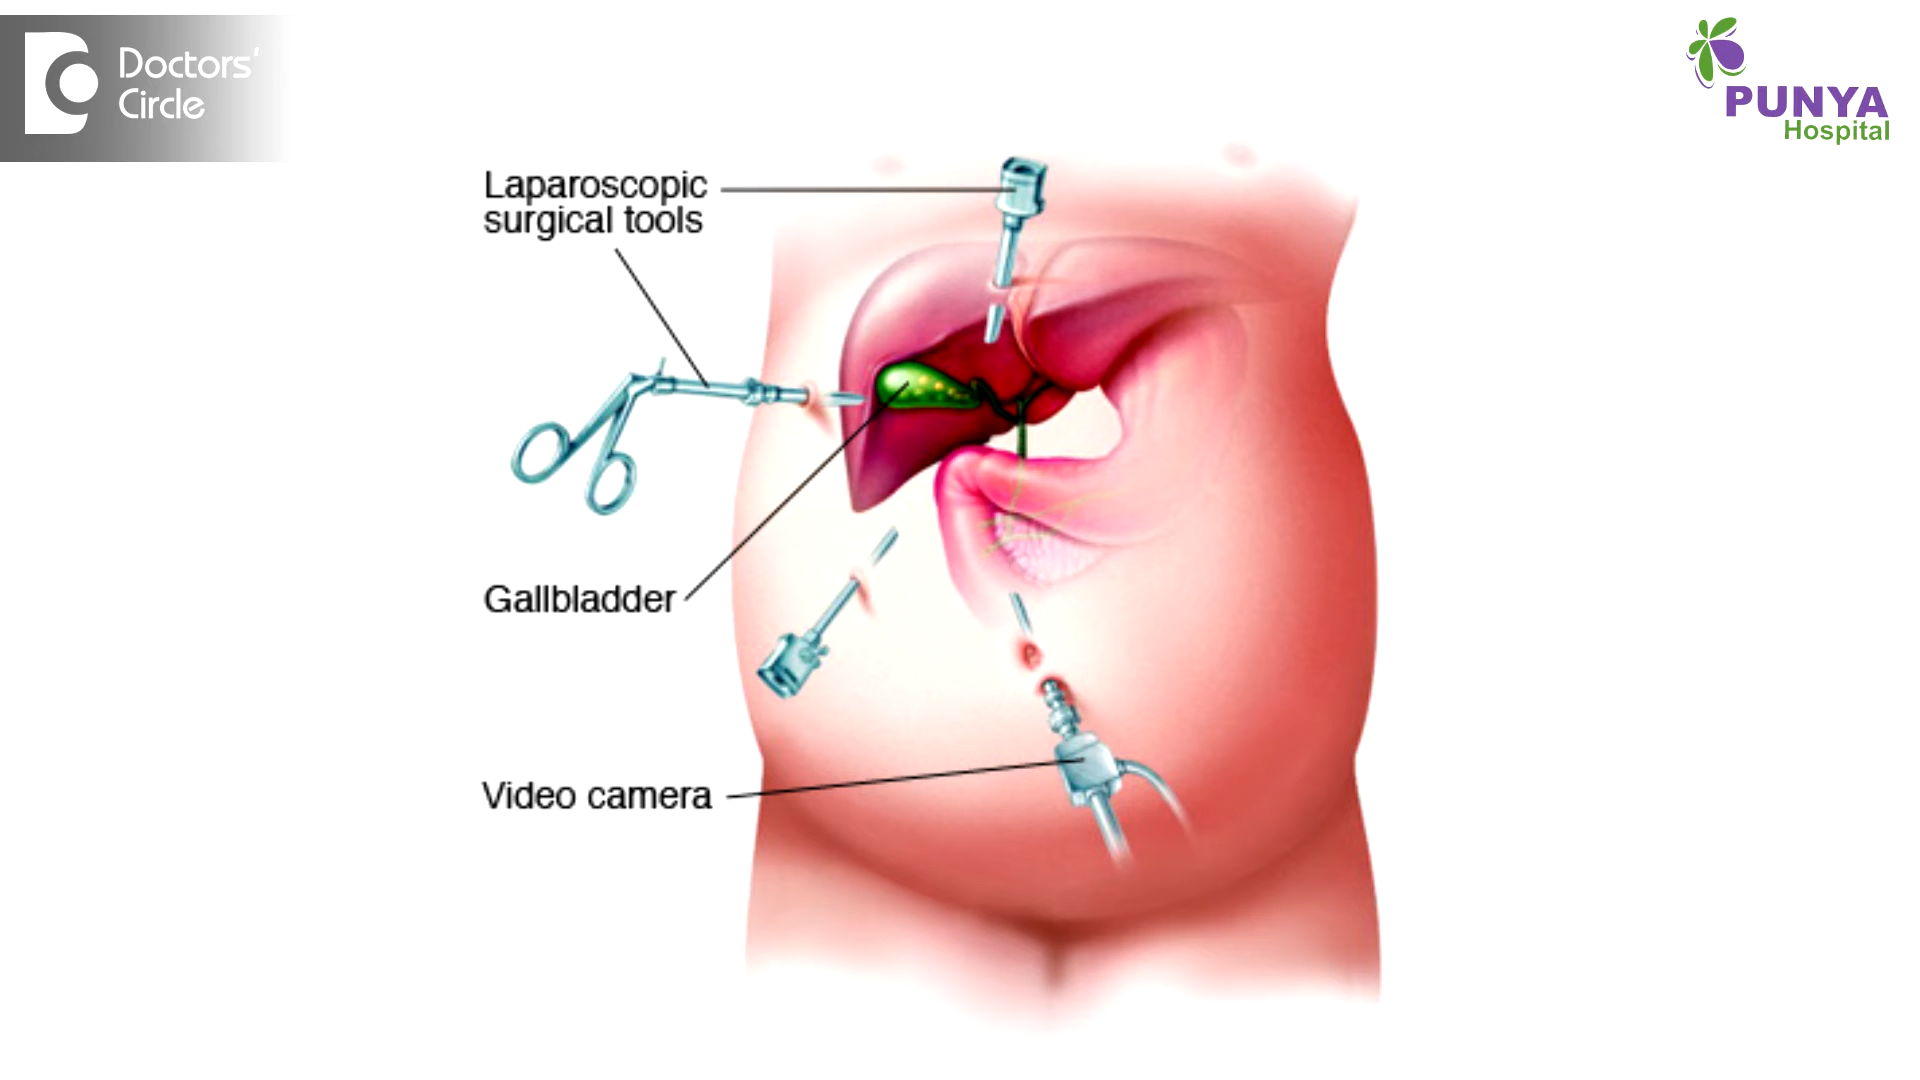 Doctors'
Circle
PUNYA
Hospital
Laparoscopic
surgical tools
Gallbladder
Video camera